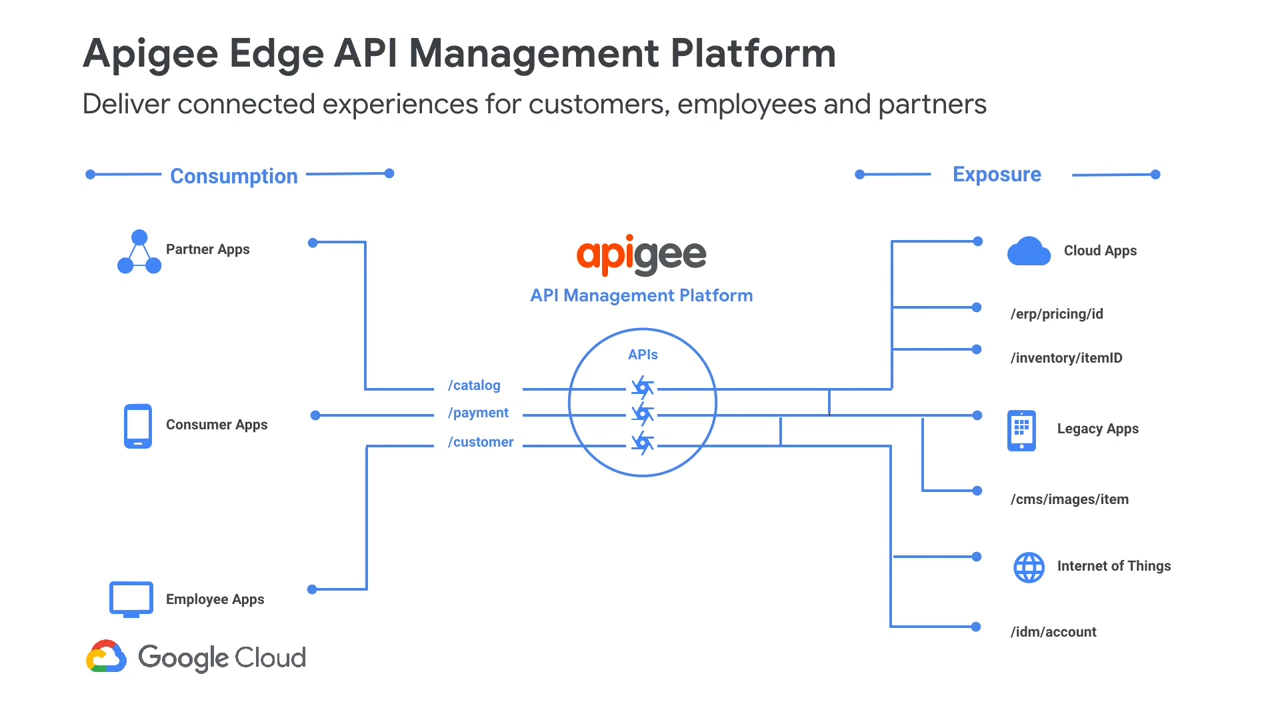 Apigee Edge API Management Platform
Deliver connected experiences for customers, employees and partners
Consumption
Exposure
Partner Apps
apigee
API Management Platform
Cloud Apps
/erp/pricing/id
APIs
/inventory/itemID
/catalog
/payment
/customer
Consumer Apps
Legacy Apps
/cms/images/item
Internet of Things
Employee Apps
/idm/account
Google Cloud